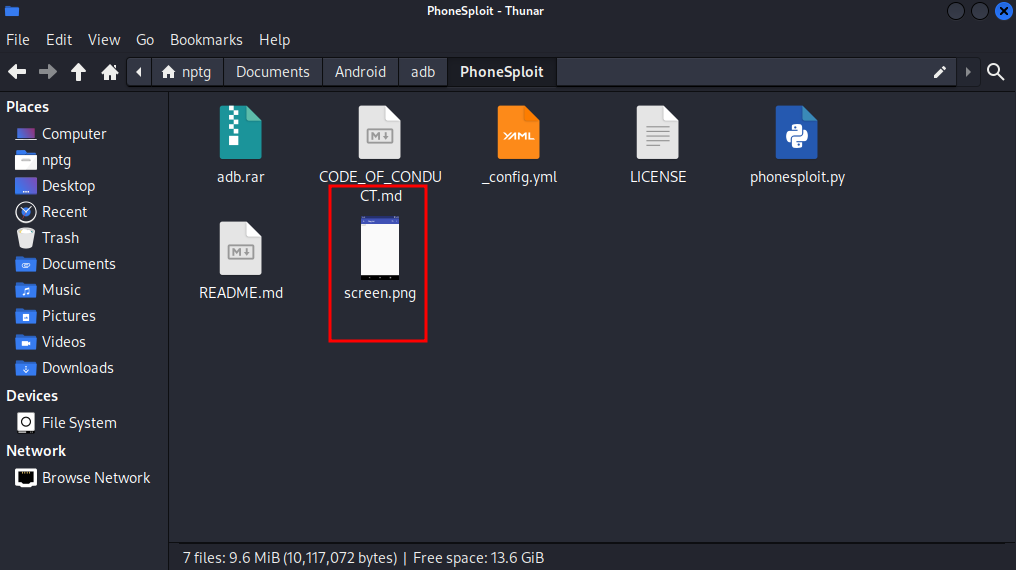 PhoneSploit - Thunar
File Edit View Go Bookmarks Help
nptg Documents Android adb PhoneSploit
Places
Computer
nptg
Desktop
Recent
Trash
Documents
Music
Pictures
Videos
Downloads
Devices
File System
Network
Browse Network
YAML
adb.rar
CODE_OF_CONDU
CT.md
_config.yml
LICENSE
phonesploit.py
M
README.md
screen.png
7 files: 9.6 MiB (10,117,072 bytes) | Free space: 13.6 GiB